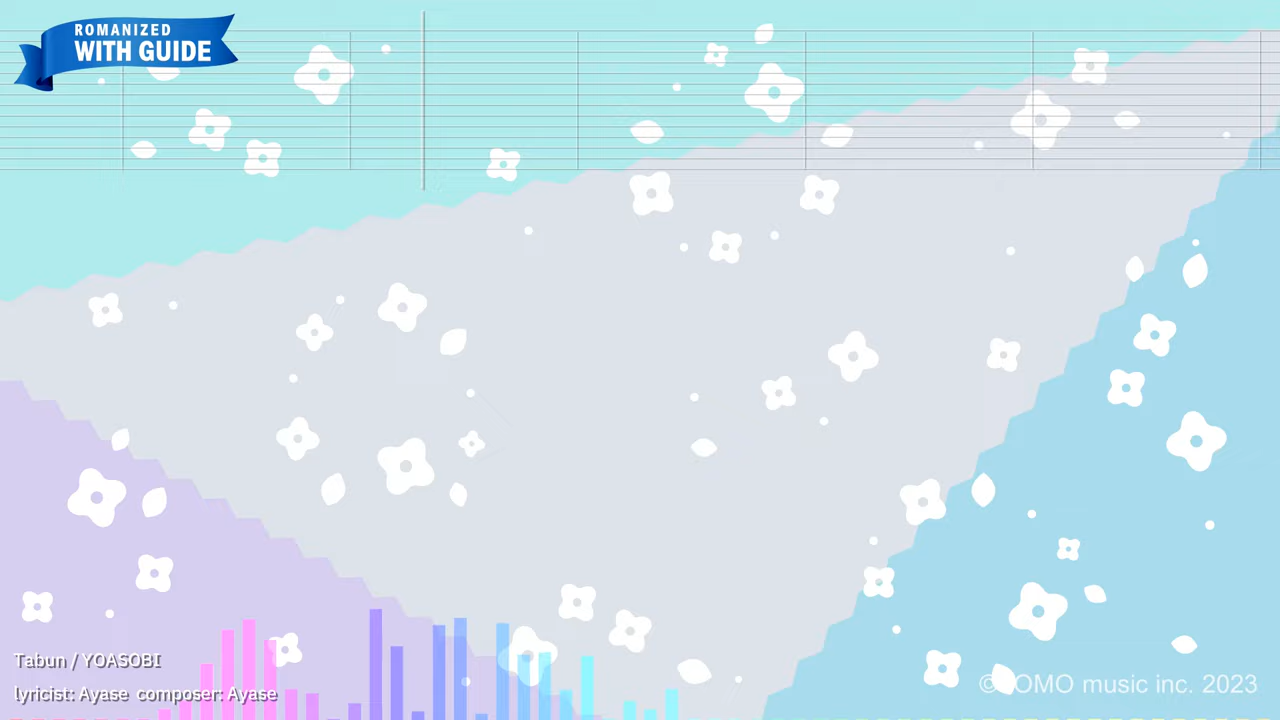 ROMANIZED
WITH GUIDE
Tabun / YOASOBI
lyricist: Ayase composer: Ayase
music inc. 2023